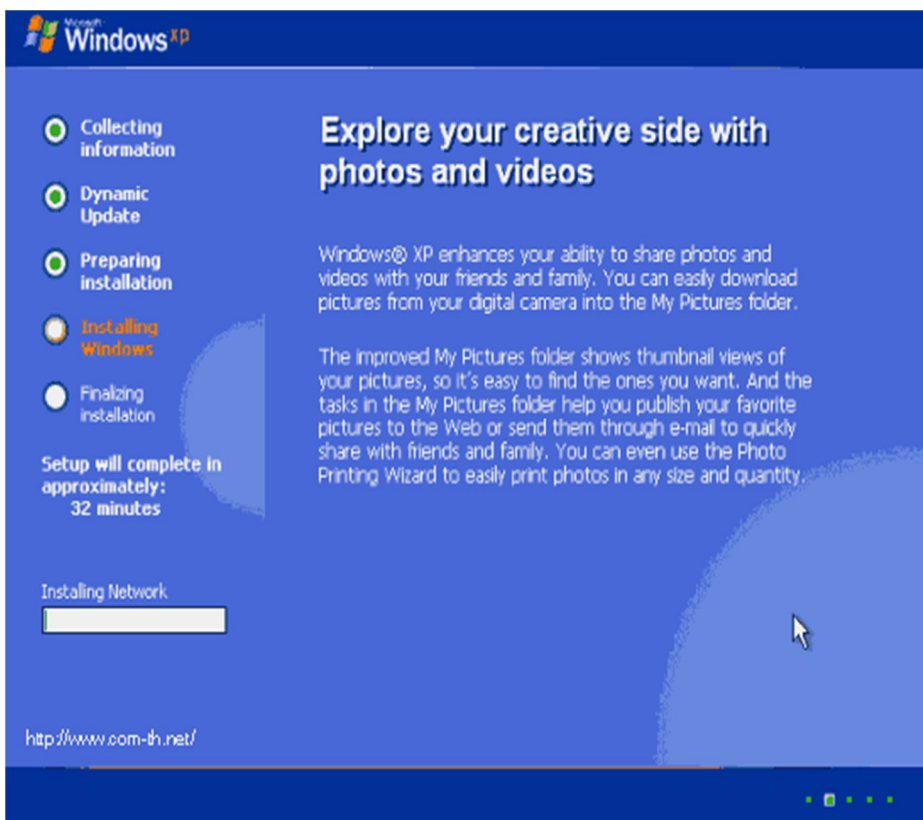 Microsoft
Windows xp
Collecting
information
Dynamic
Update
Preparing
installation
Installing
Windows
Finalizing
installation
Setup will complete in
approximately:
32 minutes
Installing Network
http://www.com-th.net/
Explore your creative side with
photos and videos
Windows® XP enhances your ability to share photos and
videos with your friends and family. You can easily download
pictures from your digital camera into the My Pictures folder.
The improved My Pictures folder shows thumbnail views of
your pictures, so it's easy to find the ones you want. And the
tasks in the My Pictures folder help you publish your favorite
pictures to the Web or send them through e-mail to quickly
share with friends and family. You can even use the Photo
Printing Wizard to easily print photos in any size and quantity.